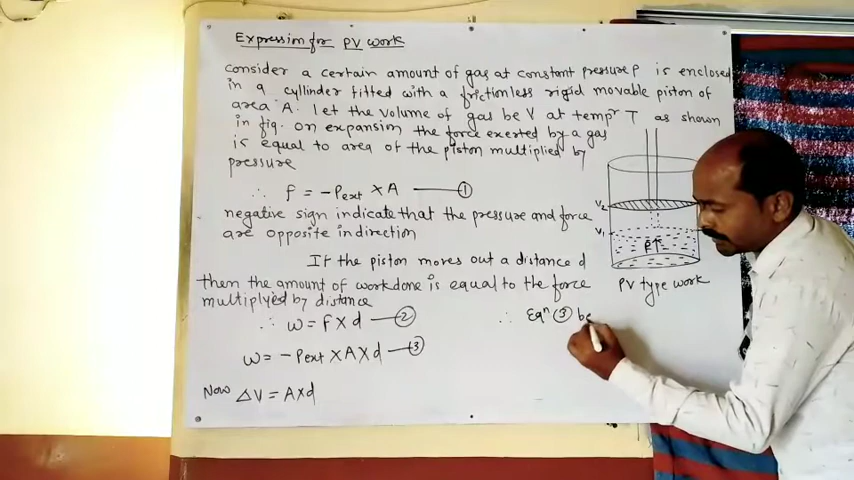 Expression for PV work
consider a certain amount of gas at constant pressure P is enclosed
in a cyllinder fitted with a frictionless rigid movable piston of
area 'A'. let the volume of gas be V at tempr T as shown
in fig. on expansion the force exerted by a gas
is equal to area of the piston multiplied by
pressure
∴ f = -Pext × A ——— ①
negative sign indicate that the pressure and force
are opposite in direction
If the piston moves out a distance d
then the amount of workdone is equal to the force
multiplyied by distance
∴ w = f × d —— ②
w = - Pext × A × d — ③
Now ΔV = A × d
V2
V1
P
PV type work
∴ Eqⁿ ③ be